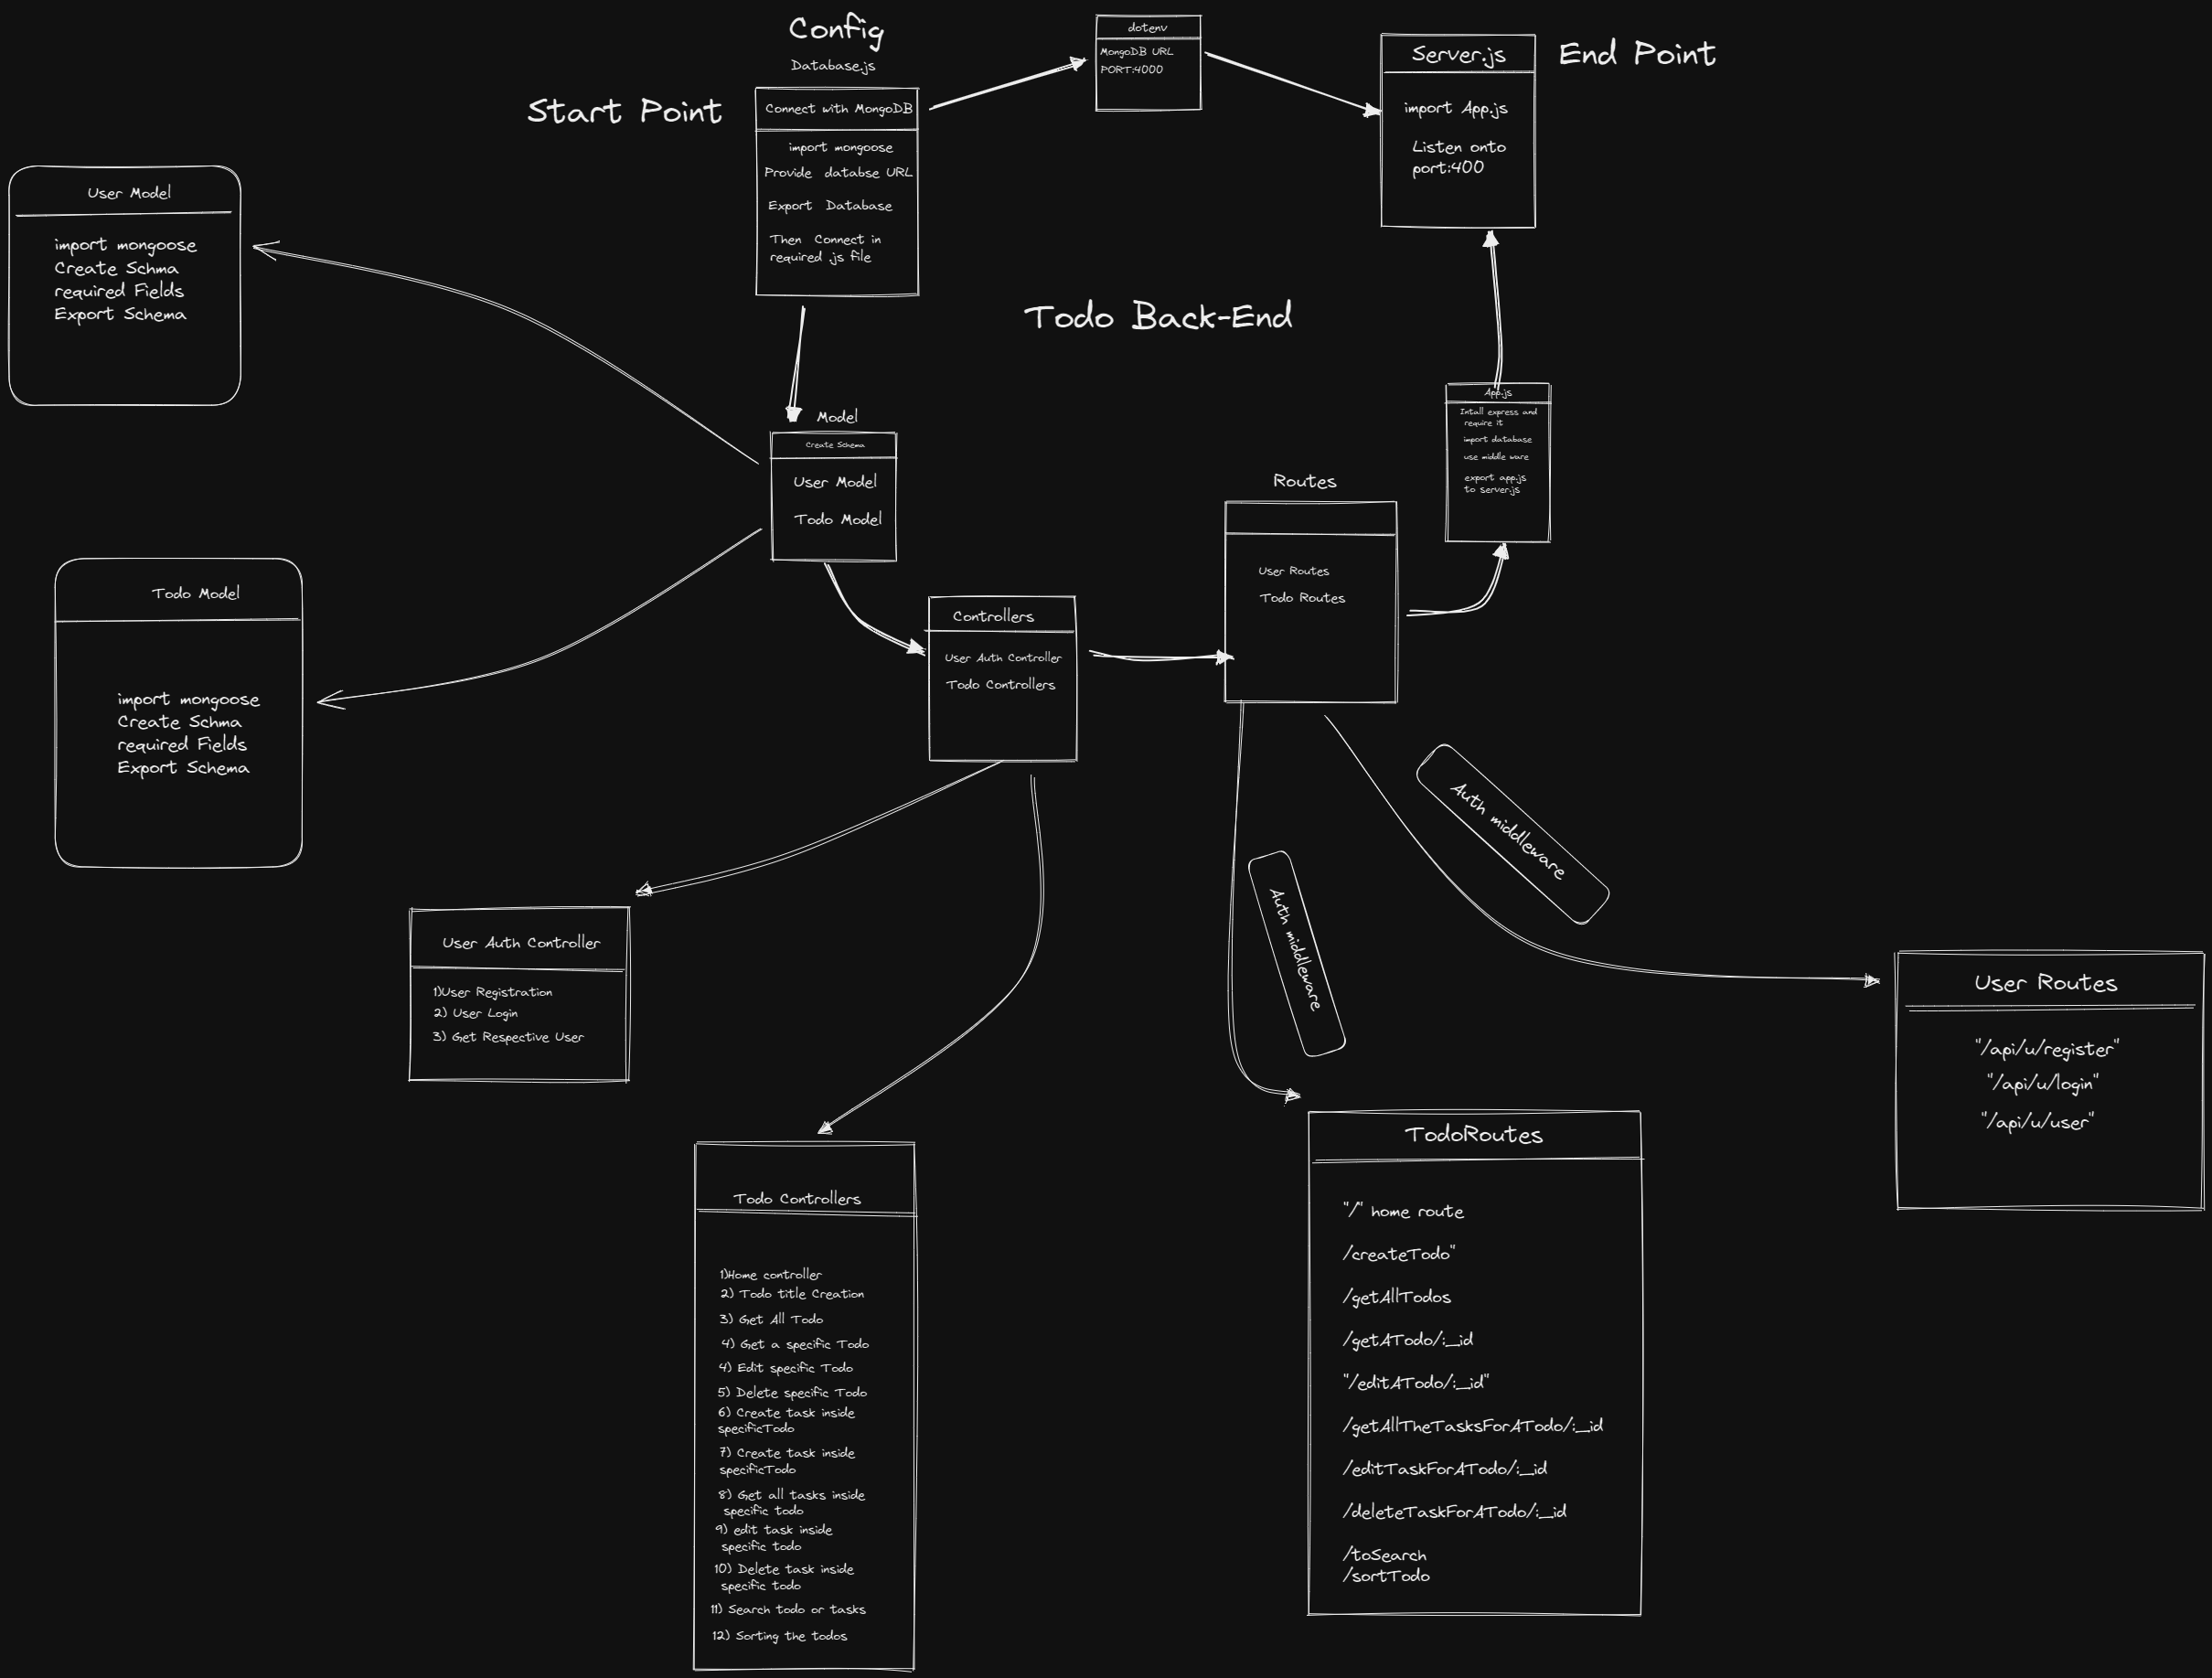 Config
Database.js
Start Point
Connect with MongoDB
import mongoose
Provide databse URL
Export Database
Then Connect in
required .js file
dotenv
MongoDB URL
PORT:4000
Server.js
End Point
import App.js
Listen onto
port:400
User Model
import mongoose
Create Schma
required Fields
Export Schema
Todo Back-End
Model
Create Schema
User Model
Todo Model
App.js
Intall express and
require it
import database
use middle ware
export app.js
to server.js
Todo Model
import mongoose
Create Schma
required Fields
Export Schema
Controllers
User Auth Controller
Todo Controllers
Routes
User Routes
Todo Routes
Auth middleware
Auth middleware
User Auth Controller
1)User Registration
2) User Login
3) Get Respective User
User Routes
"/api/u/register"
"/api/u/login"
"/api/u/user"
Todo Controllers
1)Home controller
2) Todo title Creation
3) Get All Todo
4) Get a specific Todo
4) Edit specific Todo
5) Delete specific Todo
6) Create task inside
specificTodo
7) Create task inside
specificTodo
8) Get all tasks inside
specific todo
9) edit task inside
specific todo
10) Delete task inside
specific todo
11) Search todo or tasks
12) Sorting the todos
TodoRoutes
"/" home route
/createTodo"
/getAllTodos
/getATodo/:_id
"/editATodo/:_id"
/getAllTheTasksForATodo/:_id
/editTaskForATodo/:_id
/deleteTaskForATodo/:_id
/toSearch
/sortTodo